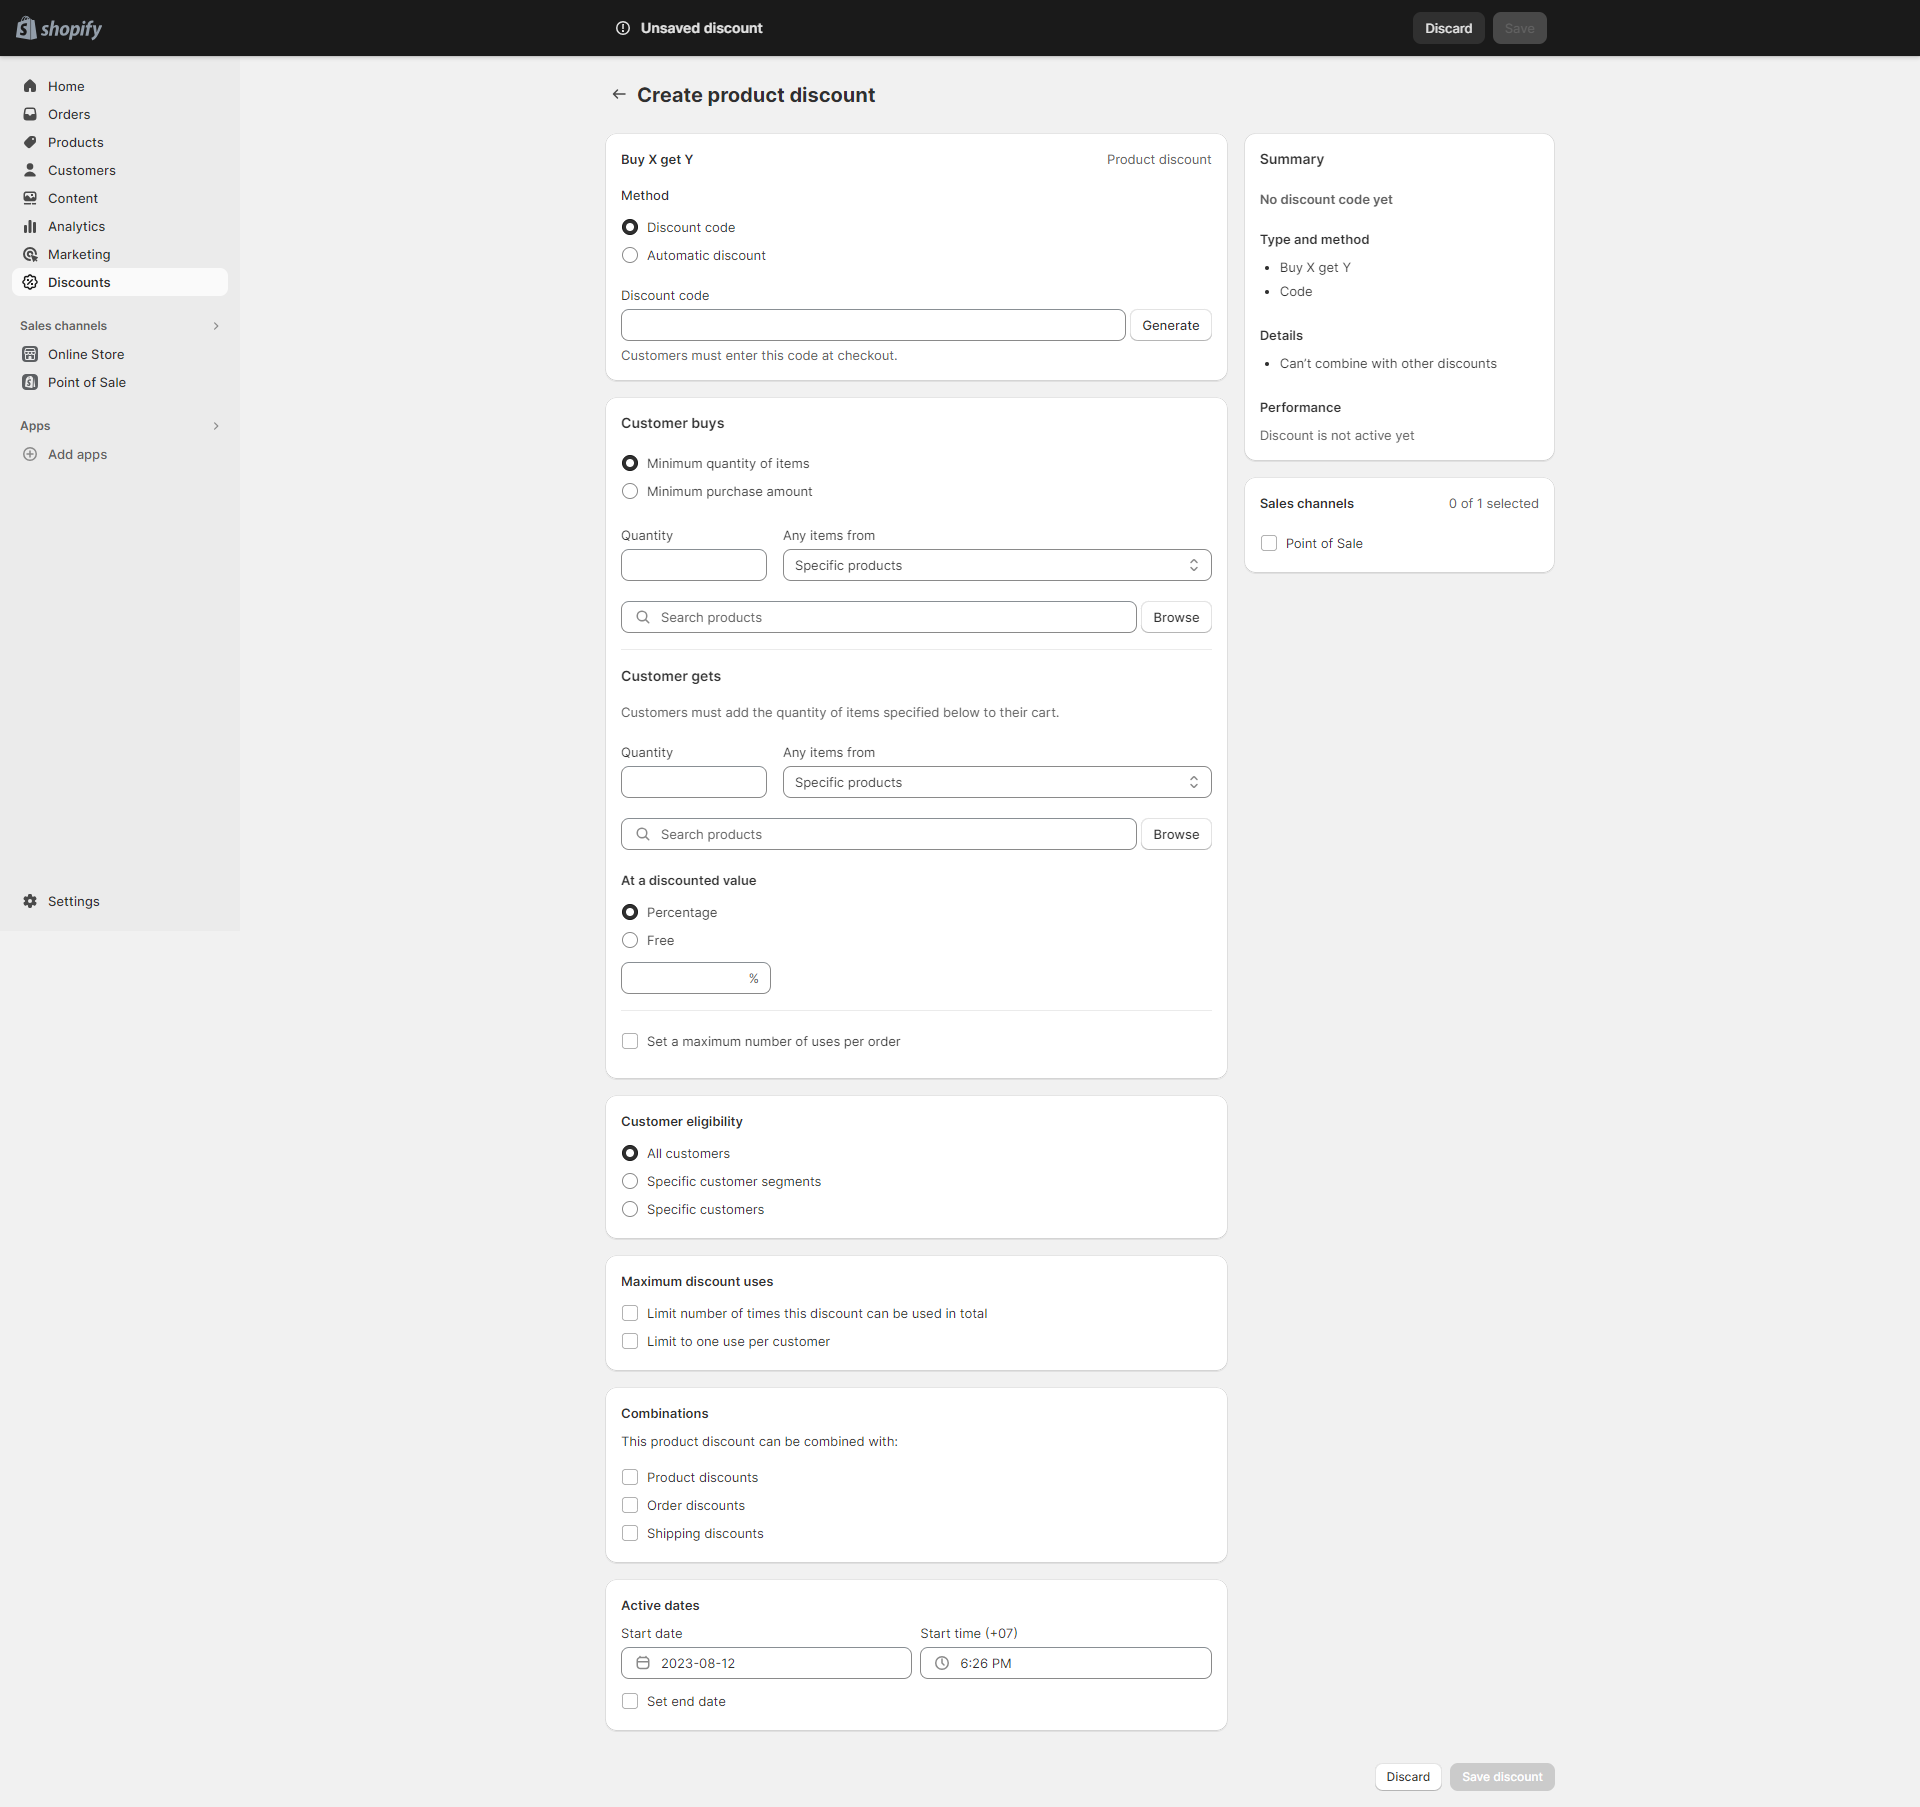 shopify
Unsaved discount
Discard
Save
Home
Orders
Products
Customers
Content
Analytics
Marketing
Discounts
Sales channels
Online Store
Point of Sale
Apps
Add apps
Settings
Create product discount
Buy X get Y
Product discount
Method
Discount code
Automatic discount
Discount code
Generate
Customers must enter this code at checkout.
Customer buys
Minimum quantity of items
Minimum purchase amount
Quantity
Any items from
Specific products
Search products
Browse
Customer gets
Customers must add the quantity of items specified below to their cart.
Quantity
Any items from
Specific products
Search products
Browse
At a discounted value
Percentage
Free
%
Set a maximum number of uses per order
Customer eligibility
All customers
Specific customer segments
Specific customers
Maximum discount uses
Limit number of times this discount can be used in total
Limit to one use per customer
Combinations
This product discount can be combined with:
Product discounts
Order discounts
Shipping discounts
Active dates
Start date
Start time (+07)
2023-08-12
6:26 PM
Set end date
Summary
No discount code yet
Type and method
• Buy X get Y
• Code
Details
• Can’t combine with other discounts
Performance
Discount is not active yet
Sales channels
0 of 1 selected
Point of Sale
Discard
Save discount